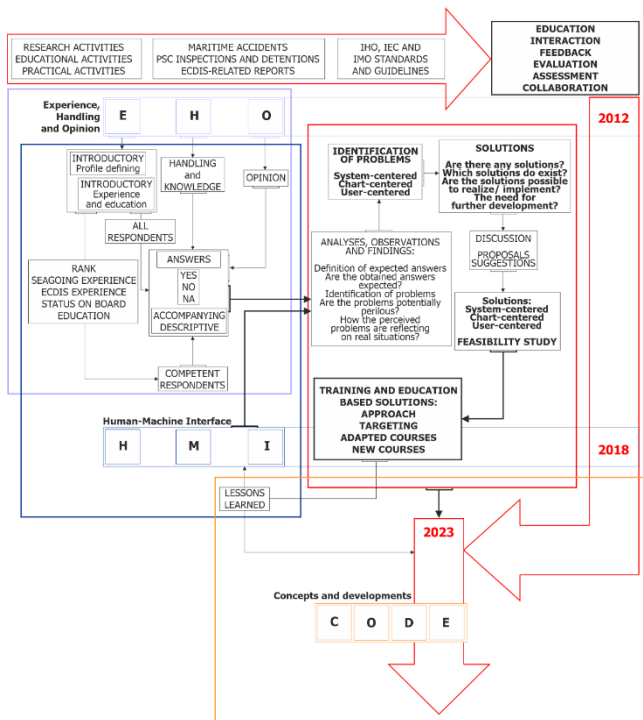 RESEARCH ACTIVITIES
EDUCATIONAL ACTIVITIES
PRACTICAL ACTIVITIES
MARITIME ACCIDENTS
PSC INSPECTIONS AND DETENTIONS
ECDIS-RELATED REPORTS
IHO, IEC and
IMO STANDARDS
AND GUIDELINES
EDUCATION
INTERACTION
FEEDBACK
EVALUATION
ASSESSMENT
COLLABORATION
Experience,
Handling
and Opinion
E
H
O
2012
INTRODUCTORY
Profile defining
INTRODUCTORY
Experience
and education
HANDLING
AND
KNOWLEDGE
OPINION
ALL
RESPONDENTS
RANK
SEAGOING EXPERIENCE
ECDIS EXPERIENCE
STATUS ON BOARD
EDUCATION
ANSWERS
YES
NO
NA
ACCOMPANYING
DESCRIPTIVE
COMPETENT
RESPONDENTS
IDENTIFICATION
OF PROBLEMS
System-centered
Chart-centered
User-centered
SOLUTIONS
Are there any solutions?
Which solutions do exist?
Are the solutions possible
to realize/ implement?
The need for
further development?
ANALYSES, OBSERVATIONS
AND FINDINGS:
Definition of expected answers
Are the obtained answers
expected?
Identification of problems
Are the problems potentially
perilous?
How the perceived
problems are reflecting
on real situations?
DISCUSSION
PROPOSALS
SUGGESTIONS
Solutions:
System-centered
Chart-centered
User-centered
FEASIBILITY STUDY
TRAINING AND EDUCATION
BASED SOLUTIONS:
APPROACH
TARGETING
ADAPTED COURSES
NEW COURSES
Human-Machine Interface
H
M
I
2018
LESSONS
LEARNED
2023
Concepts and developments
C
O
D
E